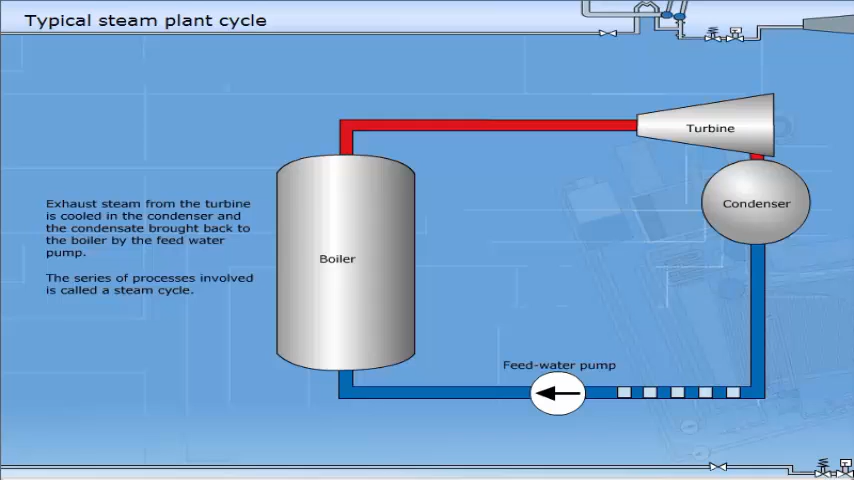 Typical steam plant cycle
Turbine
Condenser
Exhaust steam from the turbine
is cooled in the condenser and
the condensate brought back to
the boiler by the feed water
pump.
The series of processes involved
is called a steam cycle.
Boiler
Feed-water pump